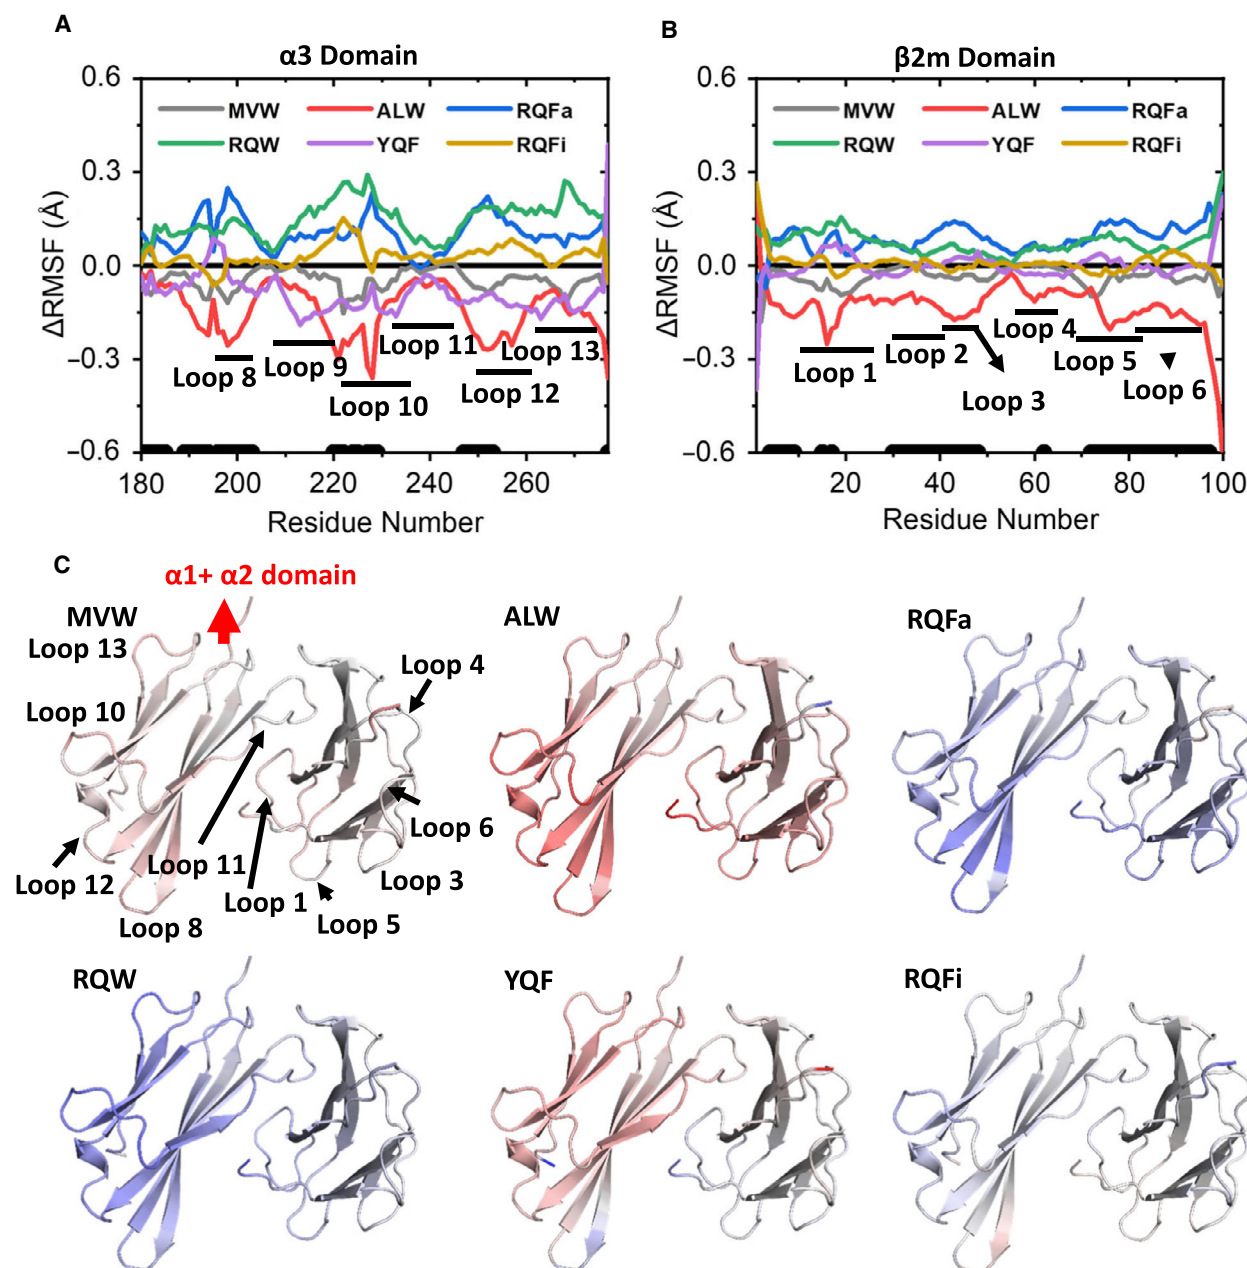 A
α3 Domain
0.6
0.3
0.0
−0.3
−0.6
ΔRMSF (Å)
MVW ALW RQFa
RQW YQF RQFi
Loop 8
Loop 9
Loop 10
Loop 11
Loop 12
Loop 13
180 200 220 240 260
Residue Number
B
β2m Domain
0.6
0.3
0.0
−0.3
−0.6
ΔRMSF (Å)
MVW ALW RQFa
RQW YQF RQFi
Loop 1
Loop 2
Loop 3
Loop 4
Loop 5
Loop 6
20 40 60 80 100
Residue Number
C
α1+ α2 domain
MVW
Loop 13
Loop 10
Loop 12
Loop 8
Loop 11
Loop 1
Loop 5
Loop 3
Loop 6
Loop 4
ALW
RQFa
RQW
YQF
RQFi